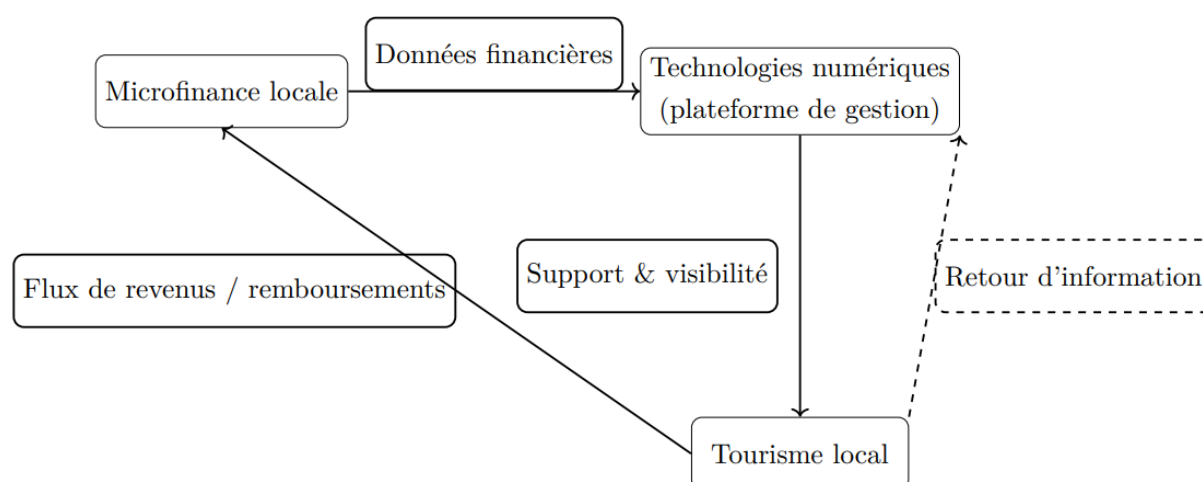 Données financières
Microfinance locale
Technologies numériques
(plateforme de gestion)
Flux de revenus / remboursements
Support & visibilité
Retour d'information
Tourisme local